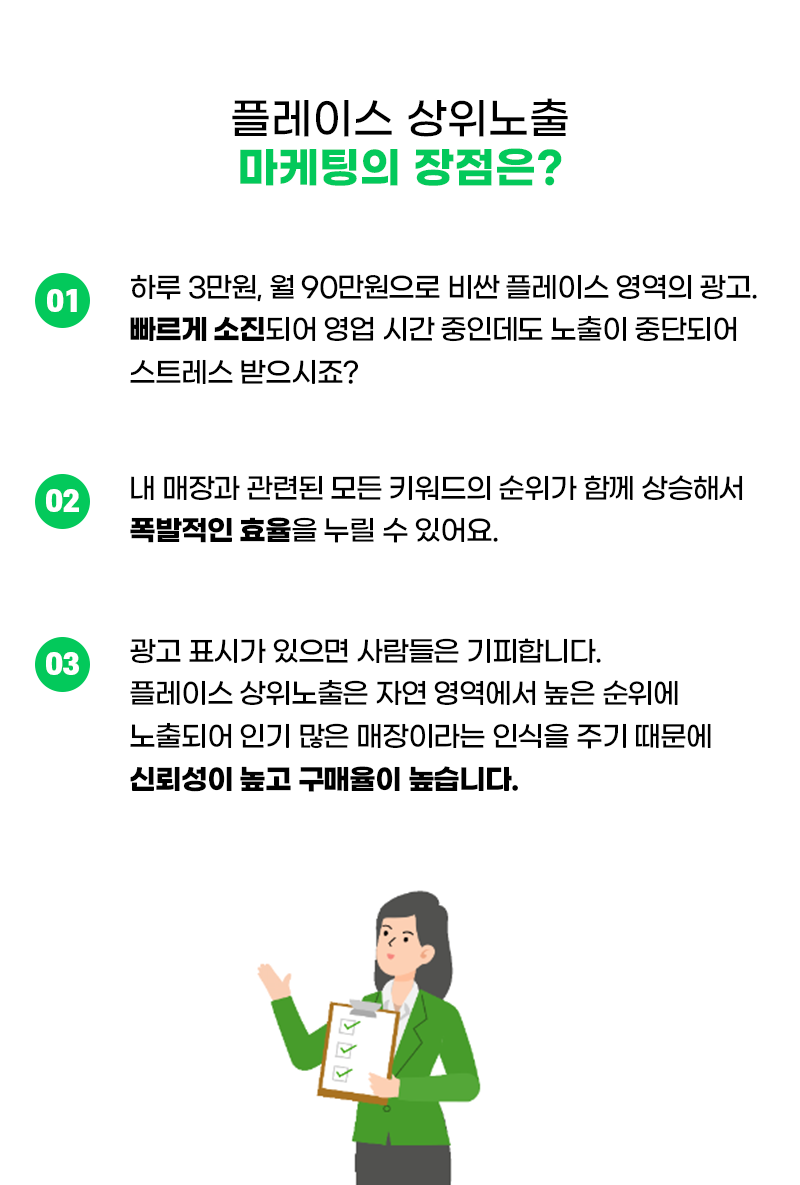 플레이스 상위노출
마케팅의 장점은?
01
하루 3만원, 월 90만원으로 비싼 플레이스 영역의 광고.
빠르게 소진되어 영업 시간 중인데도 노출이 중단되어
스트레스 받으시죠?
02
내 매장과 관련된 모든 키워드의 순위가 함께 상승해서
폭발적인 효율을 누릴 수 있어요.
03
광고 표시가 있으면 사람들은 기피합니다.
플레이스 상위노출은 자연 영역에서 높은 순위에
노출되어 인기 많은 매장이라는 인식을 주기 때문에
신뢰성이 높고 구매율이 높습니다.